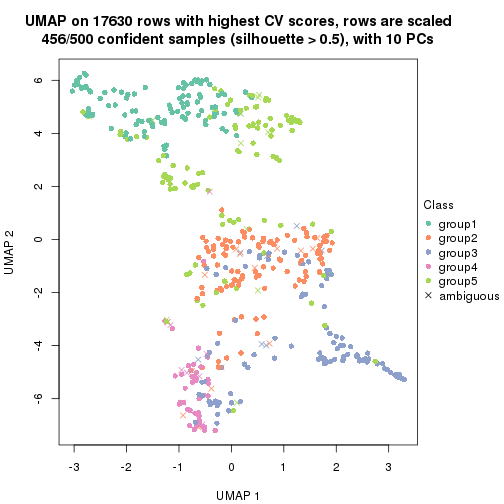 UMAP on 17630 rows with highest CV scores, rows are scaled
456/500 confident samples (silhouette > 0.5), with 10 PCs
6
4
2
0
-2
-4
-6
UMAP 2
-3 -2 -1 0 1 2 3
UMAP 1
Class
group1
group2
group3
group4
group5
ambiguous